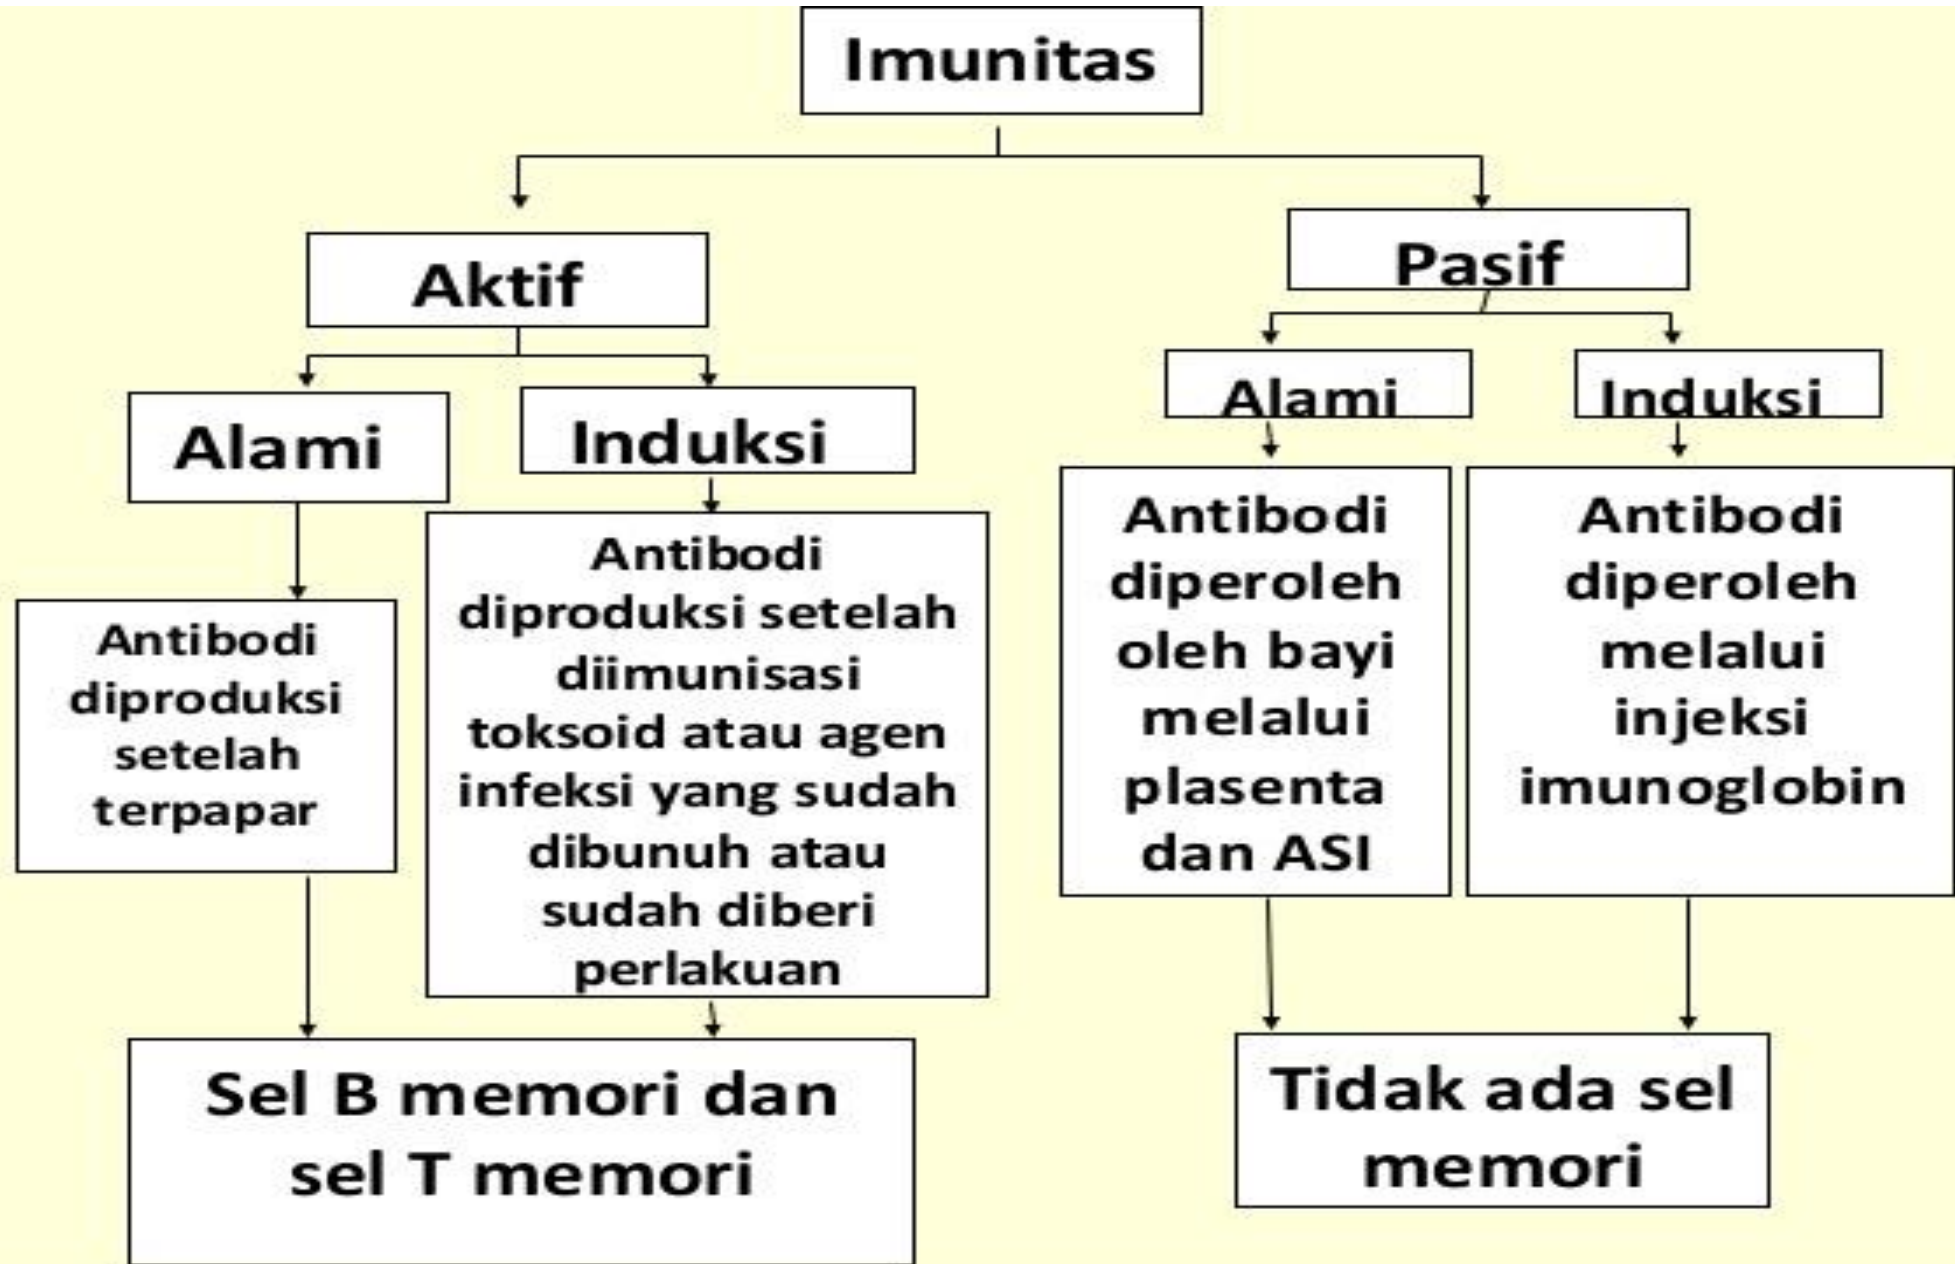 Imunitas
Aktif
Pasif
Alami
Induksi
Alami
Induksi
Antibodi
diproduksi
setelah
terpapar
Antibodi
diproduksi setelah
diimunisasi
toksoid atau agen
infeksi yang sudah
dibunuh atau
sudah diberi
perlakuan
Antibodi
diperoleh
oleh bayi
melalui
plasenta
dan ASI
Antibodi
diperoleh
melalui
injeksi
imunoglobin
Sel B memori dan
sel T memori
Tidak ada sel
memori